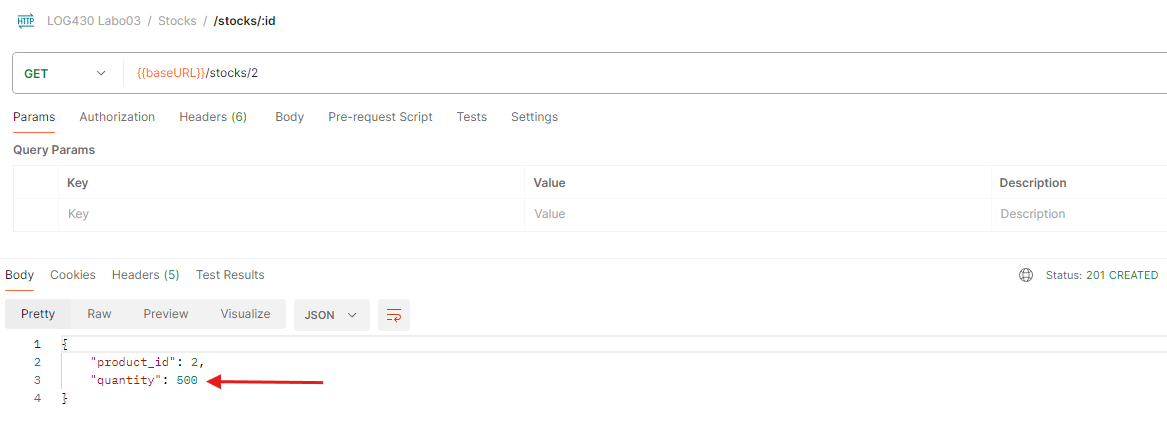 HTTP LOG430 Labo03 / Stocks / /stocks/:id
GET {{baseURL}}/stocks/2
Params Authorization Headers (6) Body Pre-request Script Tests Settings
Query Params
Key Value Description
Key Value Description
Body Cookies Headers (5) Test Results Status: 201 CREATED
Pretty Raw Preview Visualize JSON
1 {
2 "product_id": 2,
3 "quantity": 500
4 }